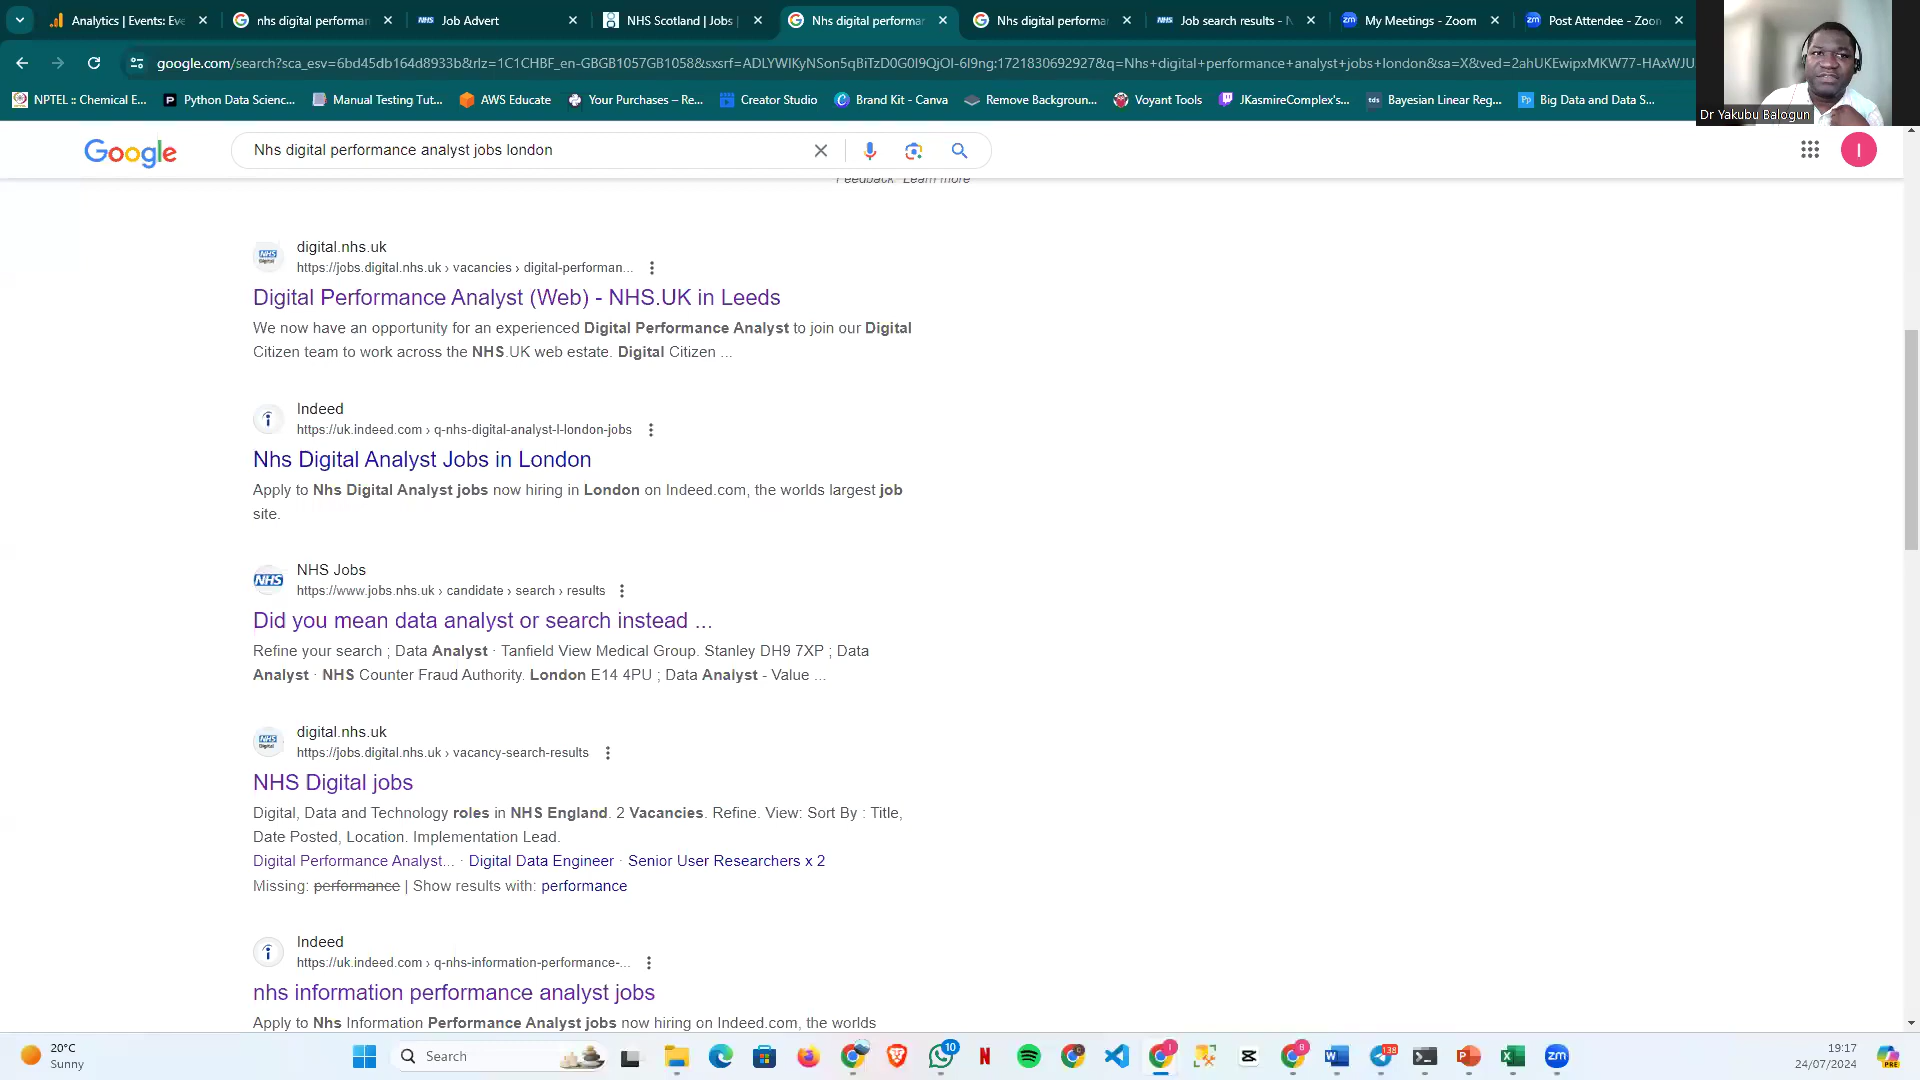 Analytics | Events: Eve
nhs digital performan
Job Advert
NHS Scotland | Jobs |
Nhs digital performa
Nhs digital performa
Job search results - N
My Meetings - Zoom
Post Attendee - Zoon
google.com/search?sca_esv=6bd45db164d8933b&rlz=1C1CHBF_en-GBGB1057GB1058&sxsrf=ADLYWIKyNSon5qBiTzD0G0I9QjOI-6I9ng:1721830692927&q=Nhs+digital+performance+analyst+jobs+london&sa=X&ved=2ahUKEwipxMKW77-HAxWJU
NPTEL :: Chemical E...
Python Data Scienc...
Manual Testing Tut...
AWS Educate
Your Purchases – Re...
Creator Studio
Brand Kit - Canva
Remove Backgroun...
Voyant Tools
JKasmireComplex's...
Bayesian Linear Reg...
Big Data and Data S...
Dr Yakubu Balogun
Google
Nhs digital performance analyst jobs london
I
Feedback Learn more
digital.nhs.uk
https://jobs.digital.nhs.uk › vacancies › digital-performan...
Digital Performance Analyst (Web) - NHS.UK in Leeds
We now have an opportunity for an experienced Digital Performance Analyst to join our Digital
Citizen team to work across the NHS.UK web estate. Digital Citizen ...
Indeed
https://uk.indeed.com › q-nhs-digital-analyst-l-london-jobs
Nhs Digital Analyst Jobs in London
Apply to Nhs Digital Analyst jobs now hiring in London on Indeed.com, the worlds largest job
site.
NHS
NHS Jobs
https://www.jobs.nhs.uk › candidate › search › results
Did you mean data analyst or search instead ...
Refine your search ; Data Analyst · Tanfield View Medical Group. Stanley DH9 7XP ; Data
Analyst · NHS Counter Fraud Authority. London E14 4PU ; Data Analyst - Value ...
digital.nhs.uk
https://jobs.digital.nhs.uk › vacancy-search-results
NHS Digital jobs
Digital, Data and Technology roles in NHS England. 2 Vacancies. Refine. View: Sort By : Title,
Date Posted, Location. Implementation Lead.
Digital Performance Analyst... · Digital Data Engineer · Senior User Researchers x 2
Missing: performance | Show results with: performance
Indeed
https://uk.indeed.com › q-nhs-information-performance-...
nhs information performance analyst jobs
Apply to Nhs Information Performance Analyst jobs now hiring on Indeed.com, the worlds
20°C
Sunny
Search
10
138
19:17
24/07/2024